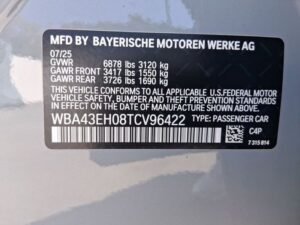 MFD BY BAYERISCHE MOTOREN WERKE AG
07/25
GVWR 6878 lbs 3120 kg
GAWR FRONT 3417 lbs 1550 kg
GAWR REAR 3726 lbs 1690 kg
THIS VEHICLE CONFORMS TO ALL APPLICABLE U.S.FEDERAL MOTOR
VEHICLE SAFETY, BUMPER, AND THEFT PREVENTION STANDARDS IN EFFECT ON THE
DATE OF MANUFACTURE SHOWN ABOVE.
WBA43EH08TCV96422 TYPE: PASSENGER CAR
C4P
7 315 814